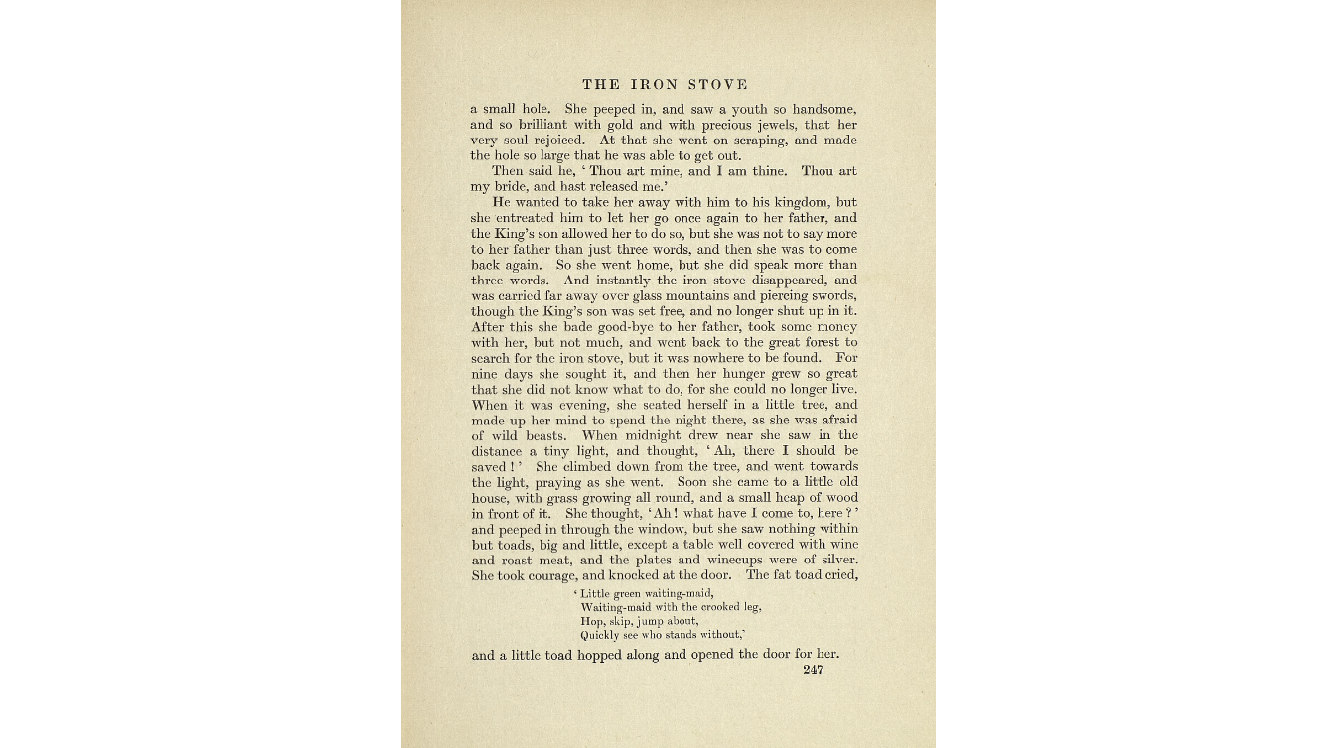 THE IRON STOVE
a small hole. She peeped in, and saw a youth so handsome,
and so brilliant with gold and with precious jewels, that her
very soul rejoiced. At that she went on scraping, and made
the hole so large that he was able to get out.
Then said he, ‘ Thou art mine, and I am thine. Thou art
my bride, and hast released me.’
He wanted to take her away with him to his kingdom, but
she entreated him to let her go once again to her father, and
the King’s son allowed her to do so, but she was not to say more
to her father than just three words, and then she was to come
back again. So she went home, but she did speak more than
three words. And instantly the iron stove disappeared, and
was carried far away over glass mountains and piercing swords,
though the King’s son was set free, and no longer shut up in it.
After this she bade good-bye to her father, took some money
with her, but not much, and went back to the great forest to
search for the iron stove, but it was nowhere to be found. For
nine days she sought it, and then her hunger grew so great
that she did not know what to do, for she could no longer live.
When it was evening, she seated herself in a little tree, and
made up her mind to spend the night there, as she was afraid
of wild beasts. When midnight drew near she saw in the
distance a tiny light, and thought, ‘ Ah, there I should be
saved ! ’ She climbed down from the tree, and went towards
the light, praying as she went. Soon she came to a little old
house, with grass growing all round, and a small heap of wood
in front of it. She thought, ‘ Ah ! what have I come to, here ? ’
and peeped in through the window, but she saw nothing within
but toads, big and little, except a table well covered with wine
and roast meat, and the plates and winecups were of silver.
She took courage, and knocked at the door. The fat toad cried,
‘ Little green waiting-maid,
Waiting-maid with the crooked leg,
Hop, skip, jump about,
Quickly see who stands without,’
and a little toad hopped along and opened the door for her.
247